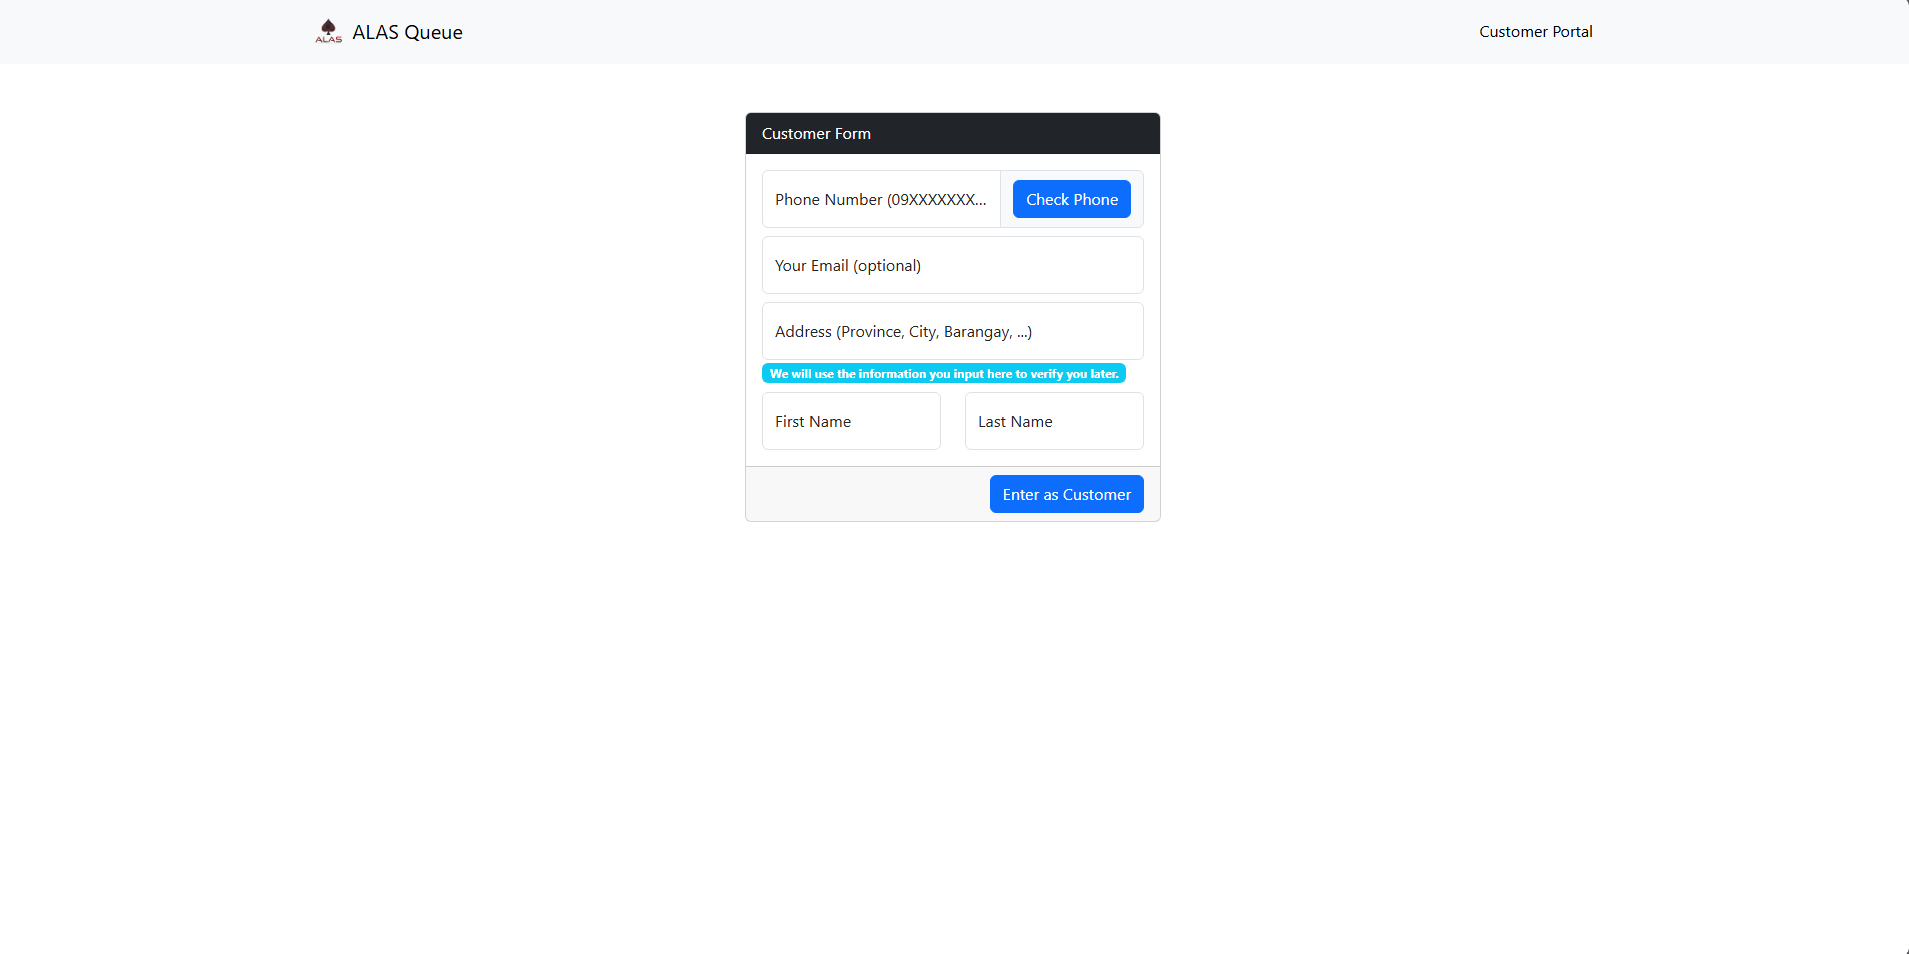 ALAS
ALAS Queue
Customer Portal
Customer Form
Phone Number (09XXXXXXX...
Check Phone
Your Email (optional)
Address (Province, City, Barangay, ...)
We will use the information you input here to verify you later.
First Name
Last Name
Enter as Customer